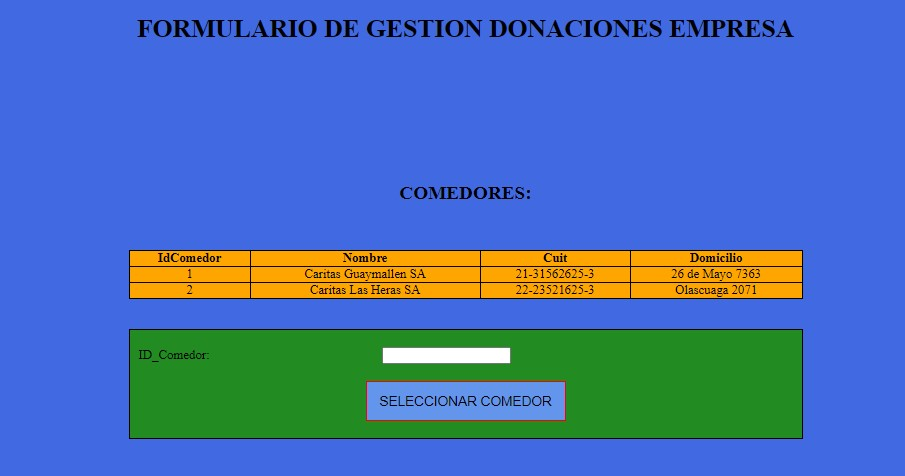 FORMULARIO DE GESTION DONACIONES EMPRESA
COMEDORES:
IdComedor Nombre Cuit Domicilio
1 Caritas Guaymallen SA 21-31562625-3 26 de Mayo 7363
2 Caritas Las Heras SA 22-23521625-3 Olascuaga 2071
ID_Comedor:
SELECCIONAR COMEDOR